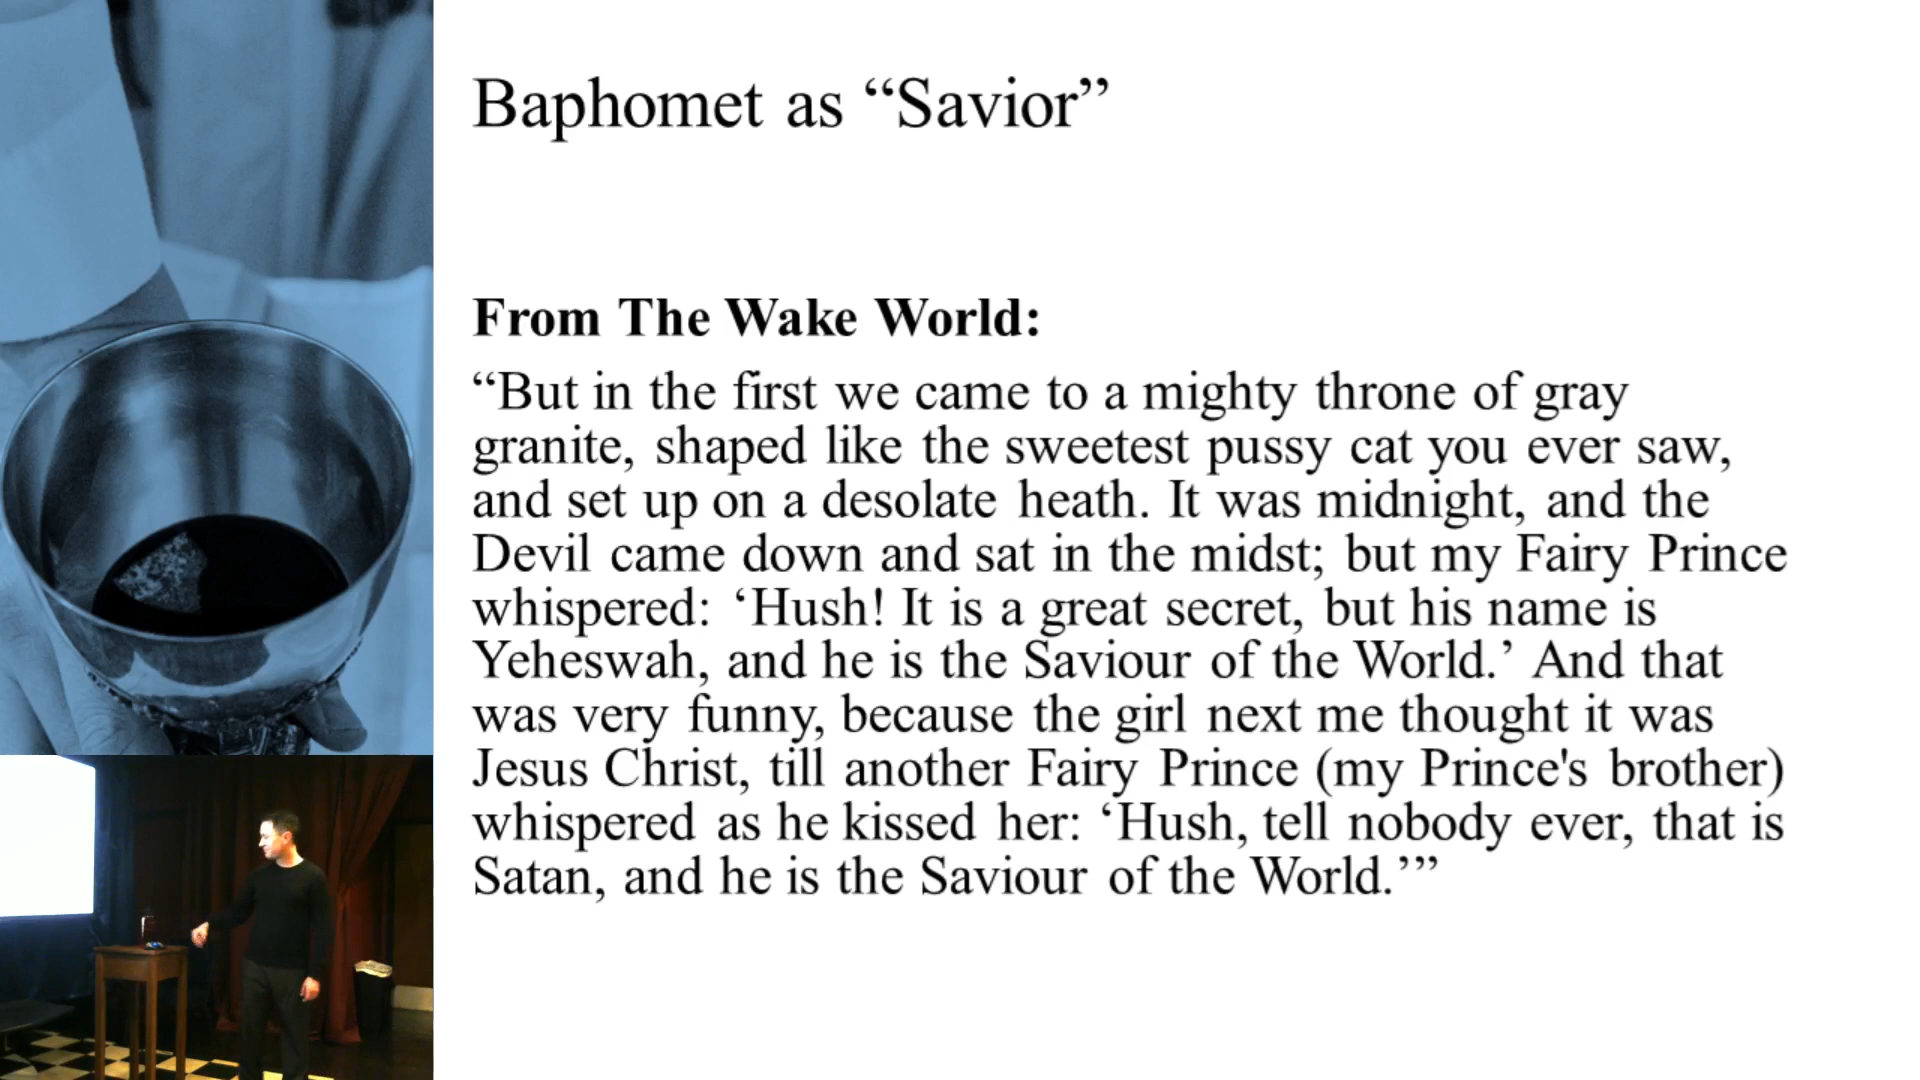 Baphomet as “Savior”
From The Wake World:
“But in the first we came to a mighty throne of gray
granite, shaped like the sweetest pussy cat you ever saw,
and set up on a desolate heath. It was midnight, and the
Devil came down and sat in the midst; but my Fairy Prince
whispered: ‘Hush! It is a great secret, but his name is
Yeheswah, and he is the Saviour of the World.’ And that
was very funny, because the girl next me thought it was
Jesus Christ, till another Fairy Prince (my Prince's brother)
whispered as he kissed her: ‘Hush, tell nobody ever, that is
Satan, and he is the Saviour of the World.’”